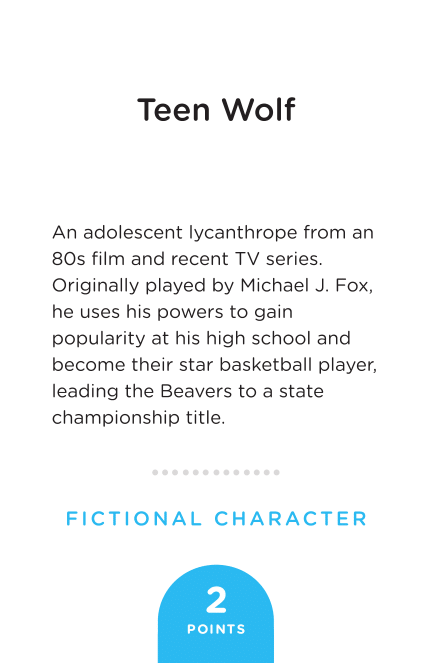 Teen Wolf
An adolescent lycanthrope from an
80s film and recent TV series.
Originally played by Michael J. Fox,
he uses his powers to gain
popularity at his high school and
become their star basketball player,
leading the Beavers to a state
championship title.
FICTIONAL CHARACTER
2
POINTS